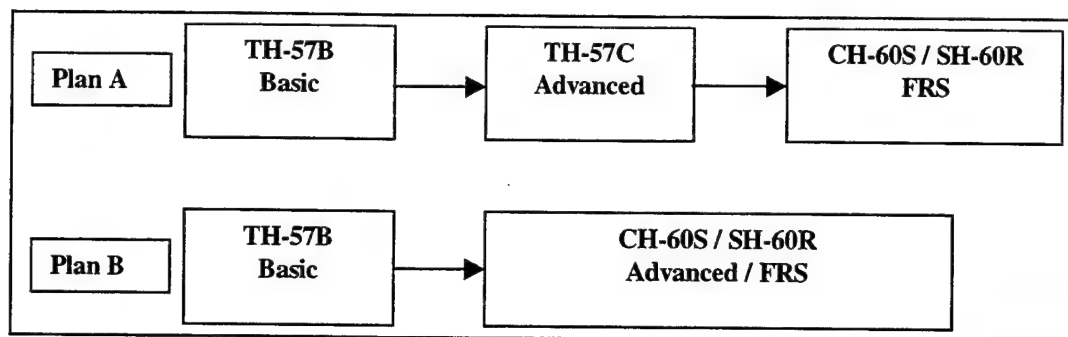 Plan A
TH-57B
Basic
TH-57C
Advanced
CH-60S / SH-60R
FRS
Plan B
TH-57B
Basic
CH-60S / SH-60R
Advanced / FRS